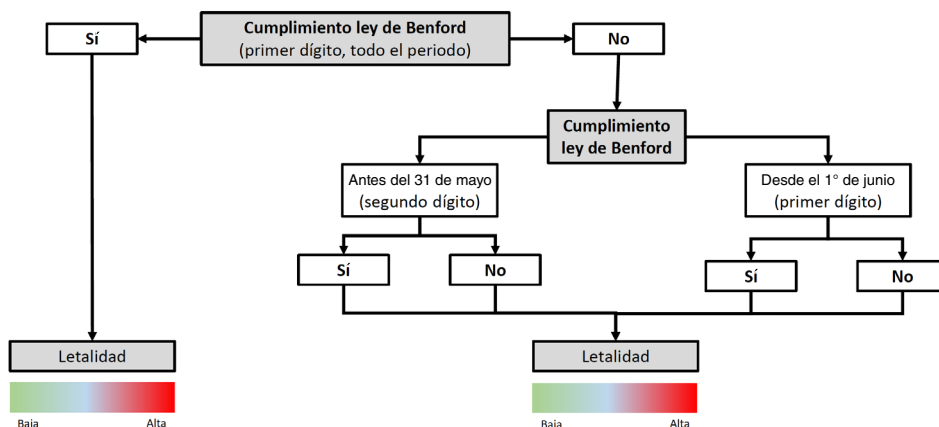 Cumplimiento ley de Benford
(primer dígito, todo el periodo)
Sí
No
Cumplimiento
ley de Benford
Antes del 31 de mayo
(segundo dígito)
Desde el 1° de junio
(primer dígito)
Sí
No
Sí
No
Letalidad
Letalidad
Baja
Alta
Baja
Alta